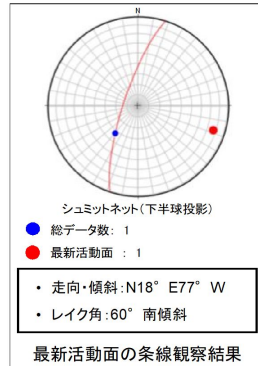 N
シュミットネット(下半球投影)
総データ数: 1
最新活動面 : 1
• 走向・傾斜:N18°E77°W
• レイク角:60°南傾斜
最新活動面の条線観察結果